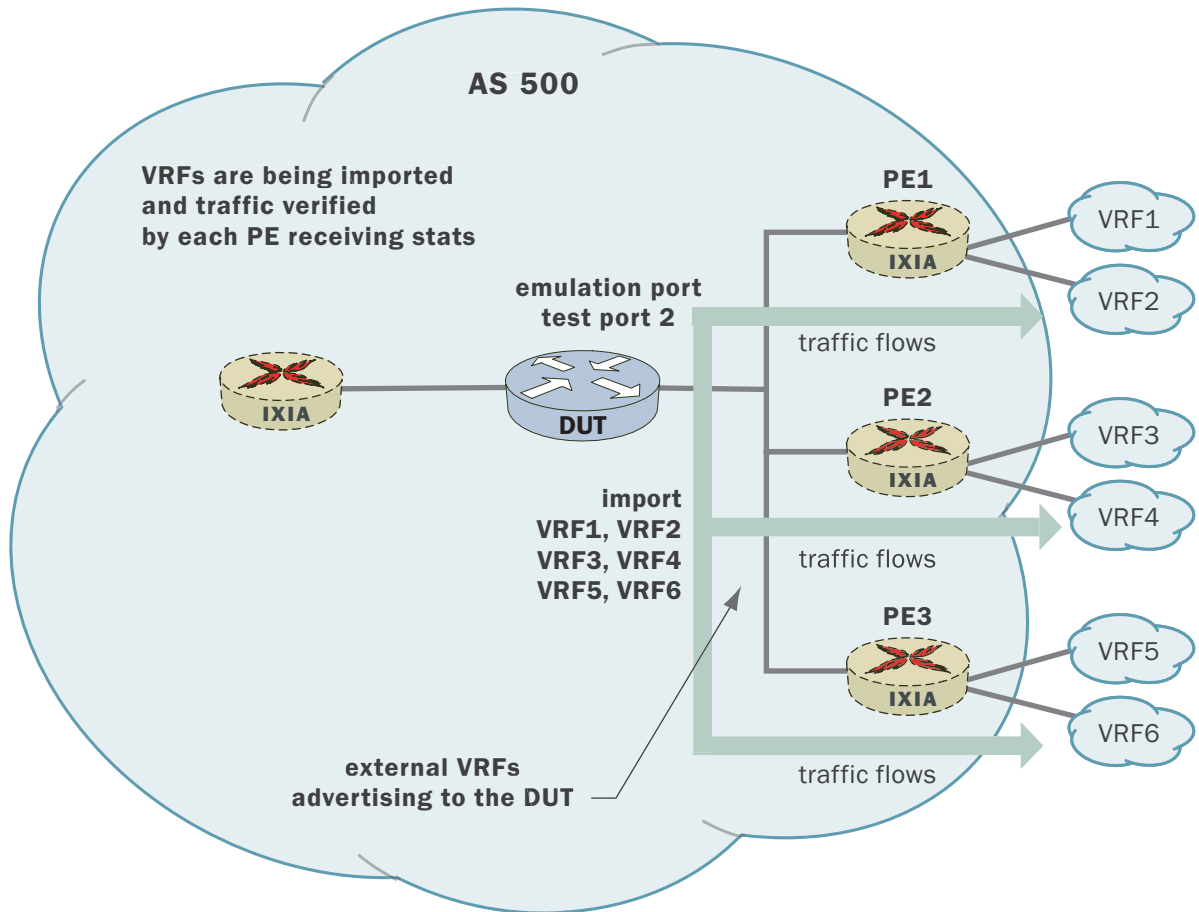 AS 500
VRFs are being imported
and traffic verified
by each PE receiving stats
emulation port
test port 2
IXIA
DUT
PE1
IXIA
VRF1
VRF2
traffic flows
PE2
IXIA
VRF3
VRF4
traffic flows
import
VRF1, VRF2
VRF3, VRF4
VRF5, VRF6
PE3
IXIA
VRF5
VRF6
traffic flows
external VRFs
advertising to the DUT